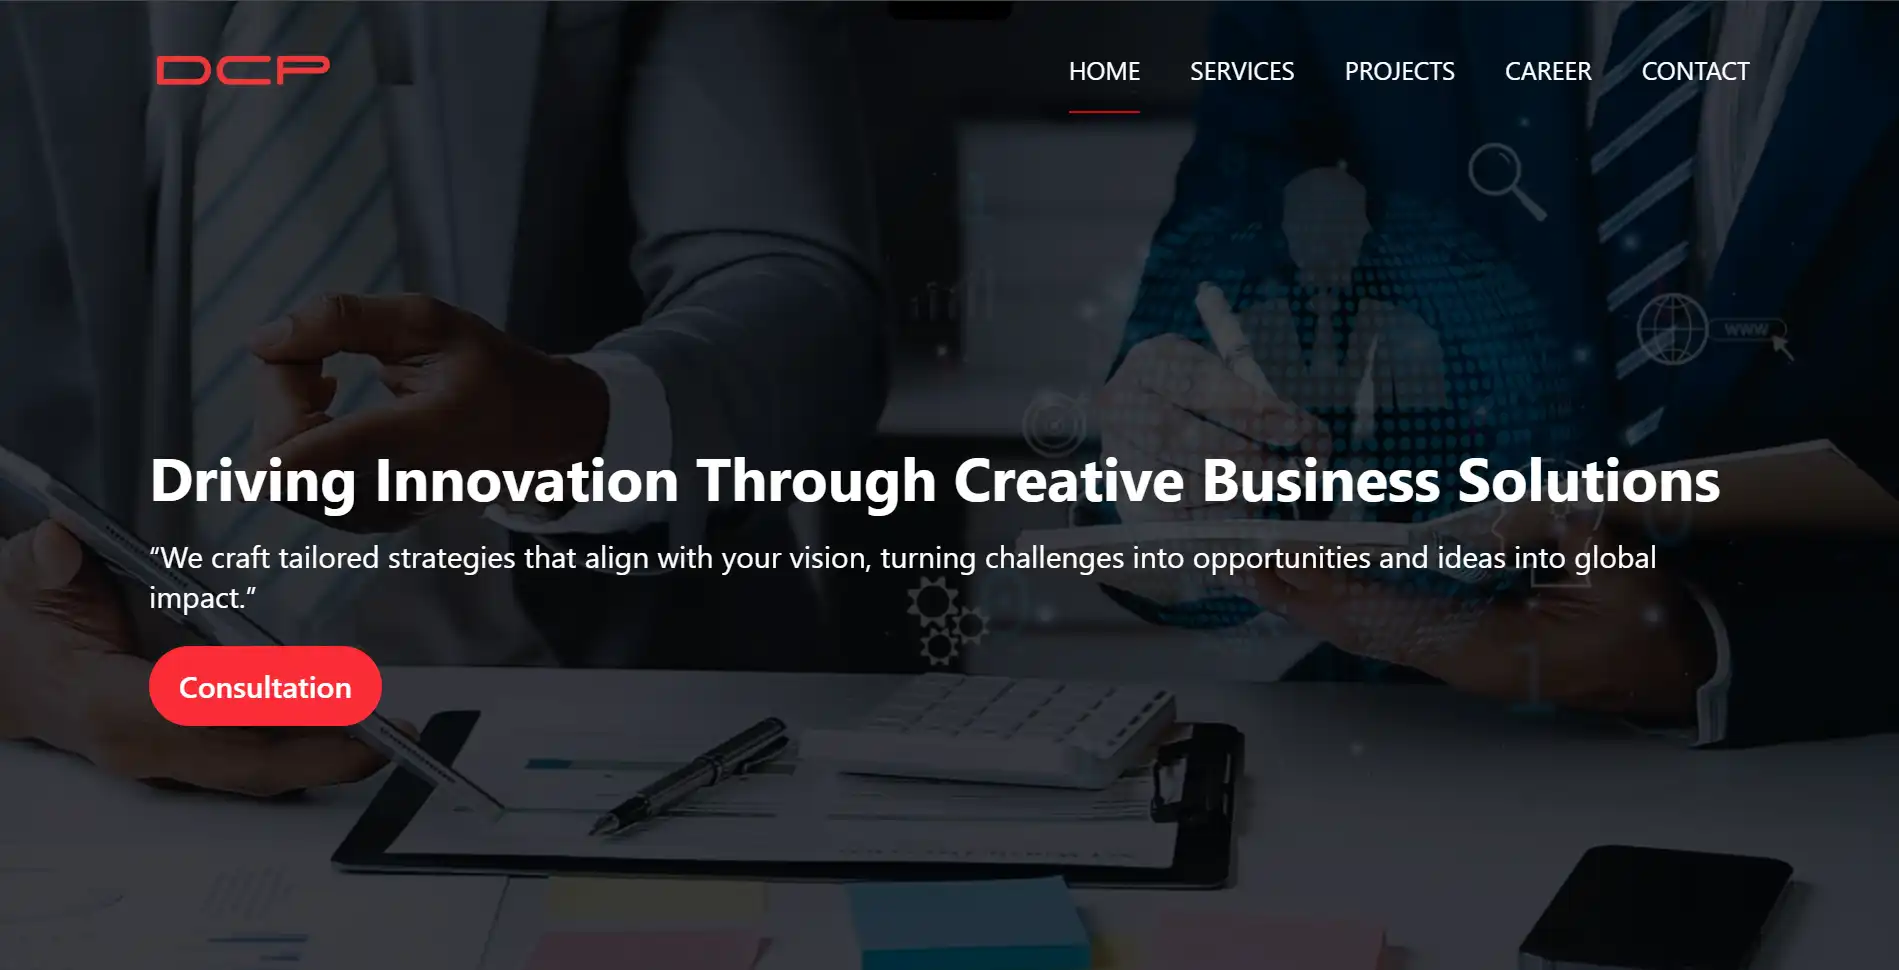 DCP
HOME SERVICES PROJECTS CAREER CONTACT
www
Driving Innovation Through Creative Business Solutions
“We craft tailored strategies that align with your vision, turning challenges into opportunities and ideas into global
impact.”
Consultation